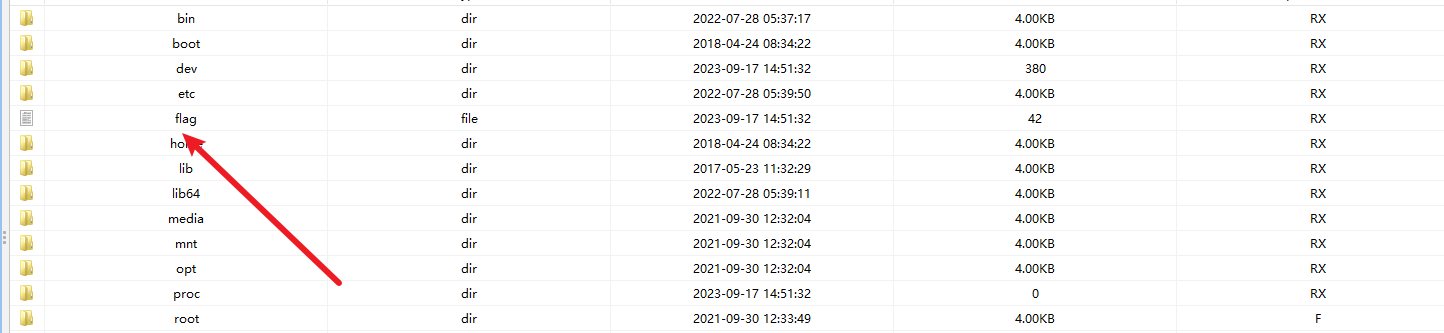 bin dir 2022-07-28 05:37:17 4.00KB RX
boot dir 2018-04-24 08:34:22 4.00KB RX
dev dir 2023-09-17 14:51:32 380 RX
etc dir 2022-07-28 05:39:50 4.00KB RX
flag file 2023-09-17 14:51:32 42 RX
home dir 2018-04-24 08:34:22 4.00KB RX
lib dir 2017-05-23 11:32:29 4.00KB RX
lib64 dir 2022-07-28 05:39:11 4.00KB RX
media dir 2021-09-30 12:32:04 4.00KB RX
mnt dir 2021-09-30 12:32:04 4.00KB RX
opt dir 2021-09-30 12:32:04 4.00KB RX
proc dir 2023-09-17 14:51:32 0 RX
root dir 2021-09-30 12:33:49 4.00KB F